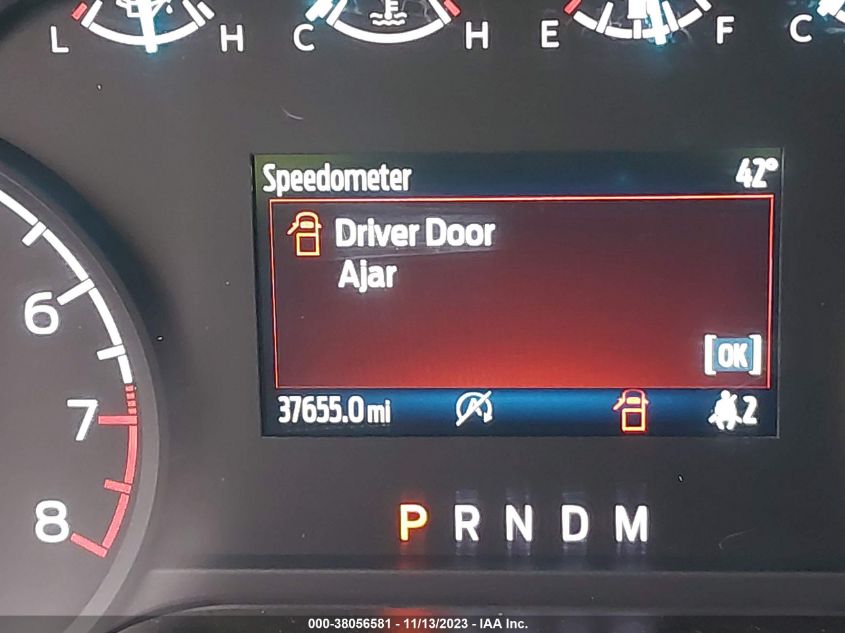 L H C H E F C
Speedometer 42°
Driver Door
Ajar
[OK]
6
7
8
37655.0 mi A 2
P R N D M
000-38056581 - 11/13/2023 - IAA Inc.